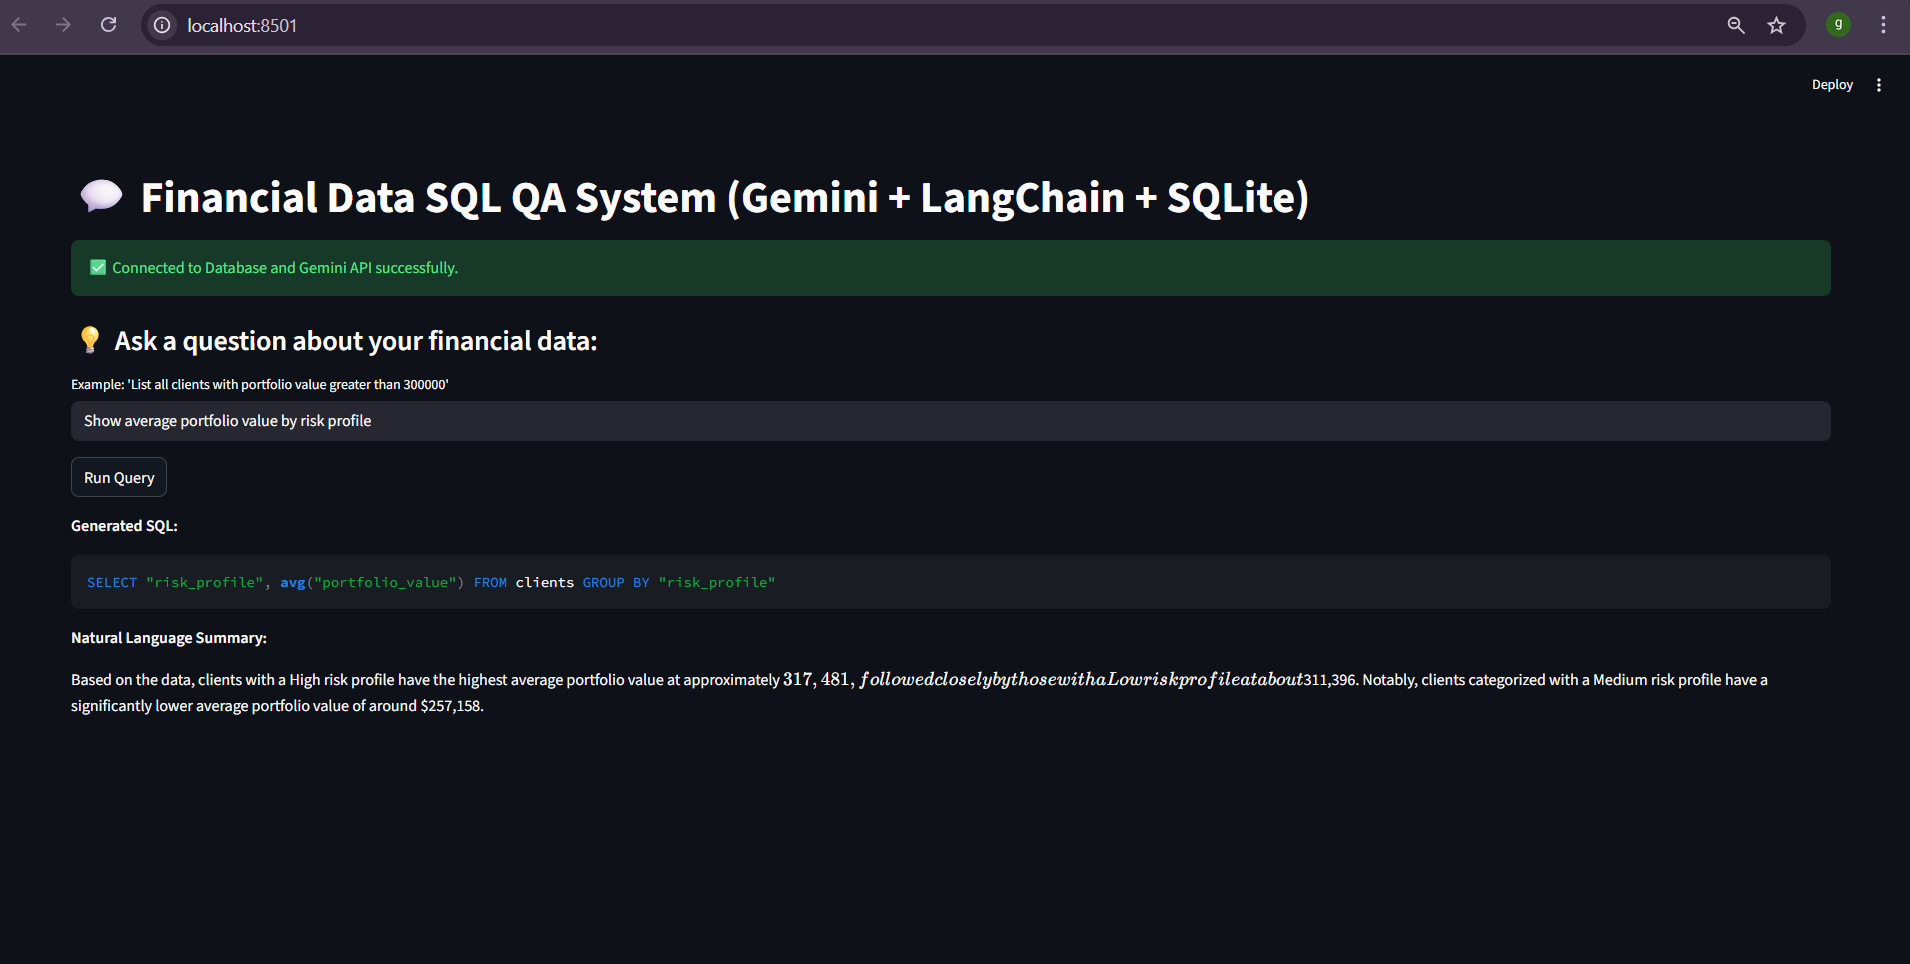 localhost:8501
g
Deploy
💬 Financial Data SQL QA System (Gemini + LangChain + SQLite)
✅ Connected to Database and Gemini API successfully.
💡 Ask a question about your financial data:
Example: 'List all clients with portfolio value greater than 300000'
Show average portfolio value by risk profile
Run Query
Generated SQL:
SELECT "risk_profile", avg("portfolio_value") FROM clients GROUP BY "risk_profile"
Natural Language Summary:
Based on the data, clients with a High risk profile have the highest average portfolio value at approximately 317,481,followedcloselybythosewithaLowriskprofileatabout311,396. Notably, clients categorized with a Medium risk profile have a
significantly lower average portfolio value of around $257,158.